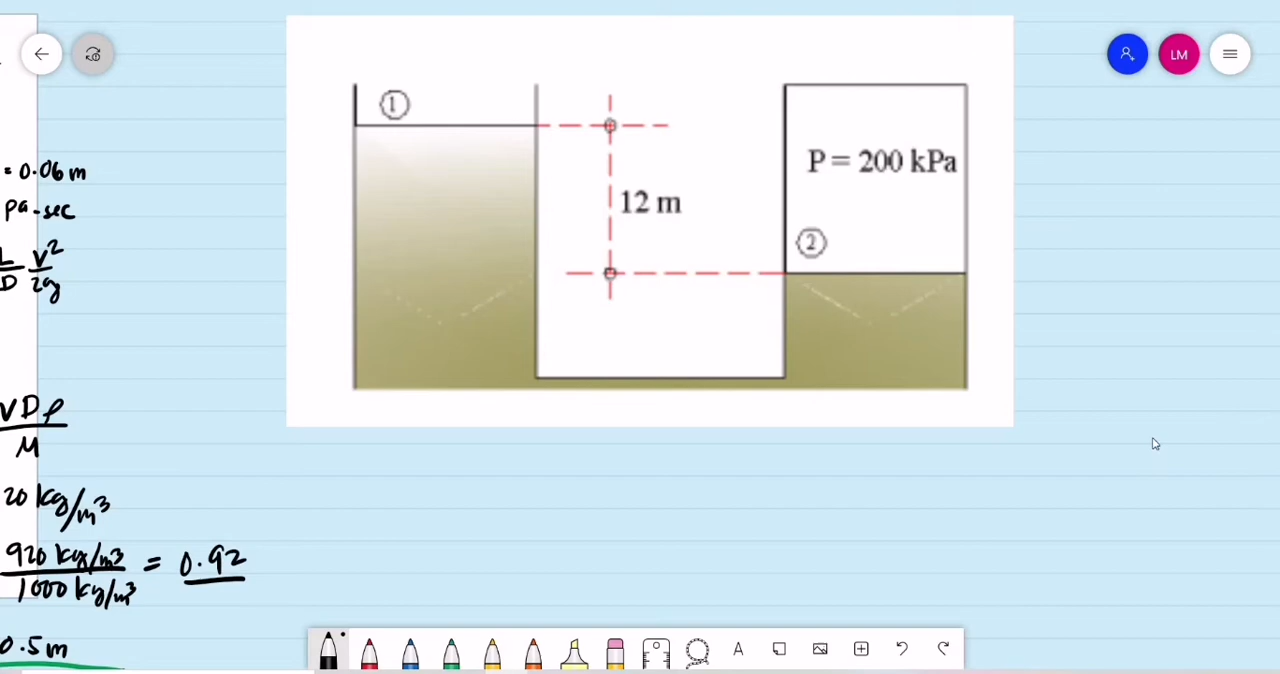 ①
LM
= 0.06 m
P = 200 kPa
Pa-sec
12 m
②
L/D V²/2g
VDρ
μ
20 kg/m³
920 kg/m³ = 0.92
1000 kg/m³
0.5 m
A